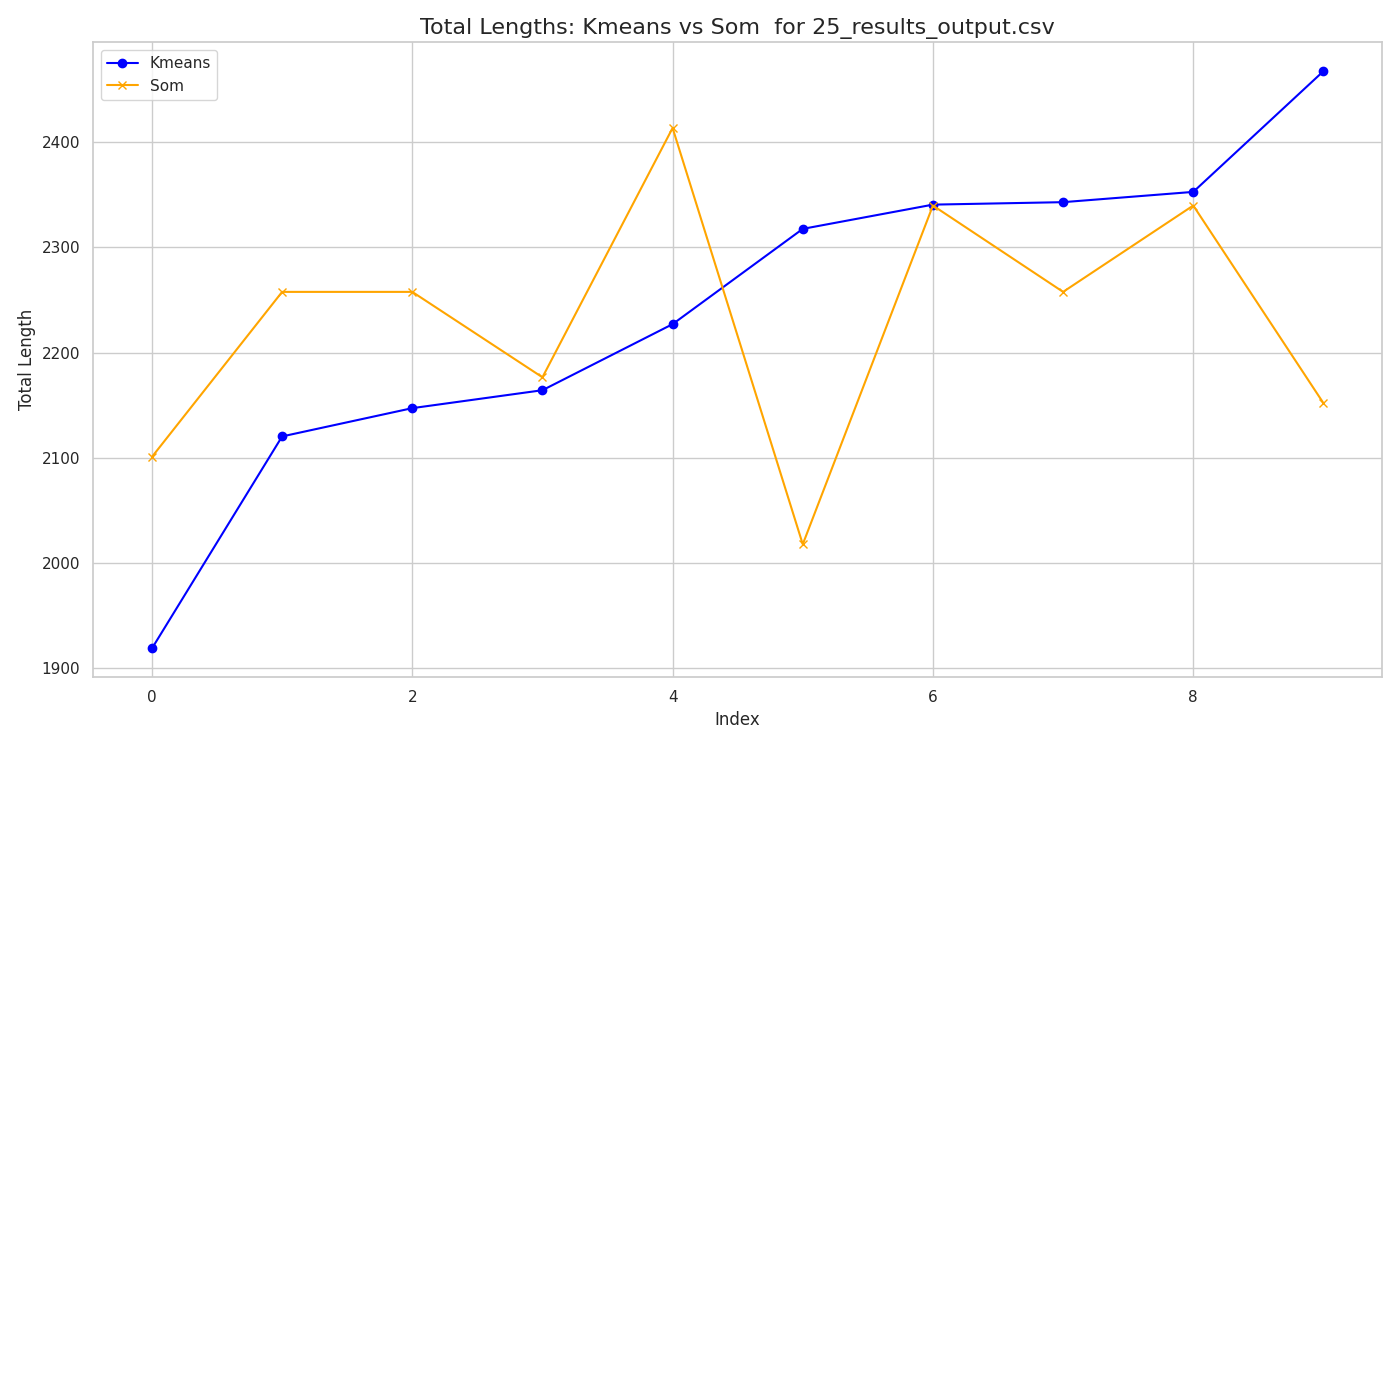 Total Lengths: Kmeans vs Som  for 25_results_output.csv
Kmeans
Som
Total Length
2400
2300
2200
2100
2000
1900
0
2
4
6
8
Index